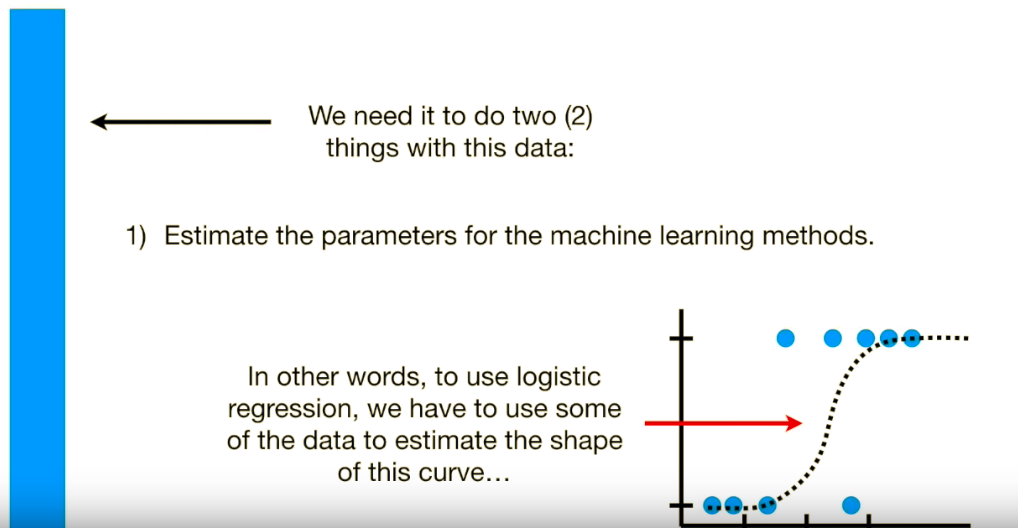 We need it to do two (2)
things with this data:
1) Estimate the parameters for the machine learning methods.
In other words, to use logistic
regression, we have to use some
of the data to estimate the shape
of this curve…